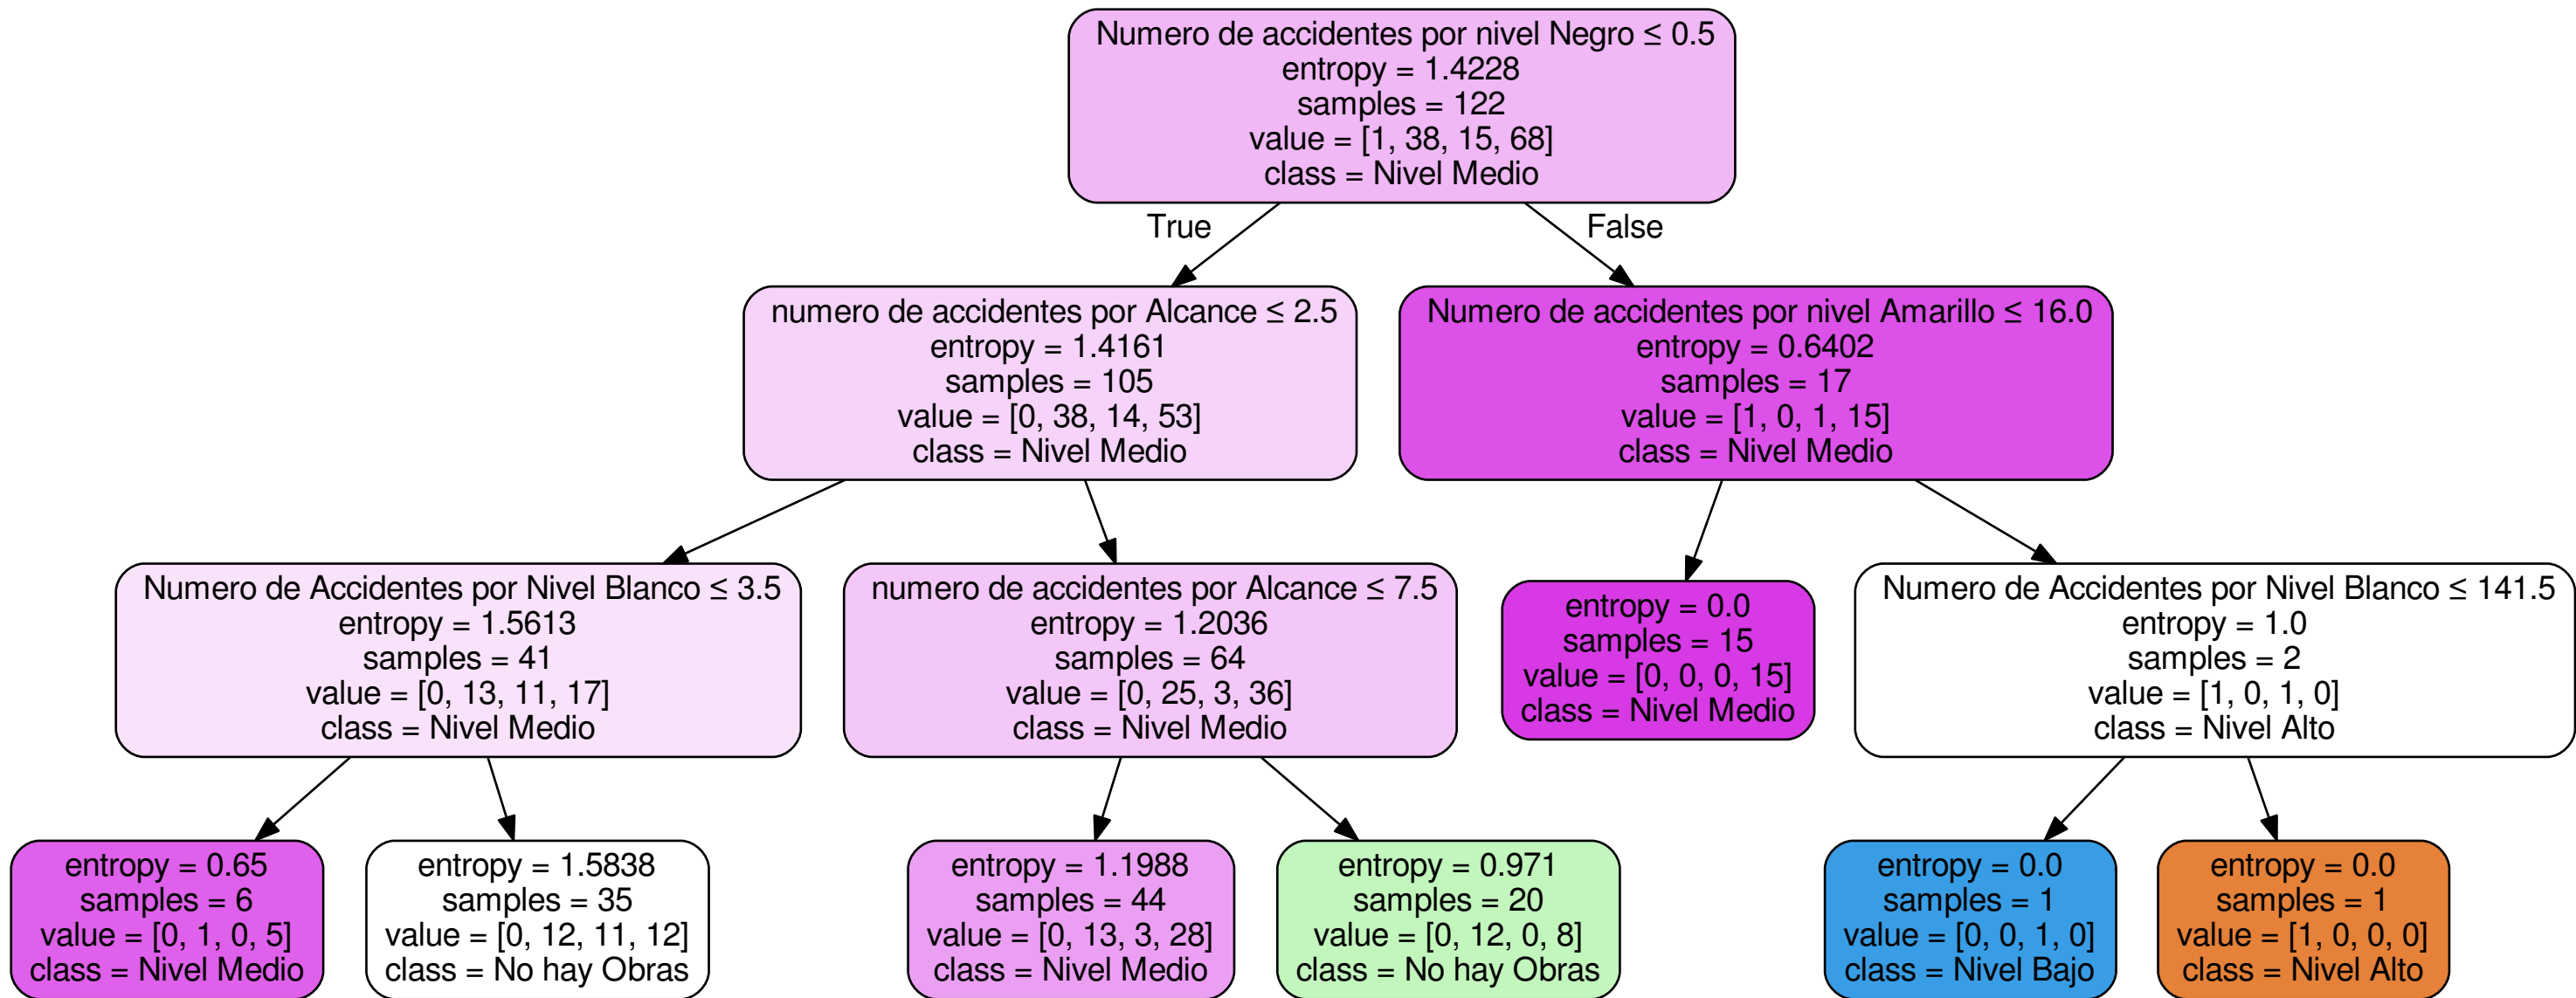 Numero de accidentes por nivel Negro ≤ 0.5
entropy = 1.4228
samples = 122
value = [1, 38, 15, 68]
class = Nivel Medio
True
False
numero de accidentes por Alcance ≤ 2.5
entropy = 1.4161
samples = 105
value = [0, 38, 14, 53]
class = Nivel Medio
Numero de accidentes por nivel Amarillo ≤ 16.0
entropy = 0.6402
samples = 17
value = [1, 0, 1, 15]
class = Nivel Medio
Numero de Accidentes por Nivel Blanco ≤ 3.5
entropy = 1.5613
samples = 41
value = [0, 13, 11, 17]
class = Nivel Medio
numero de accidentes por Alcance ≤ 7.5
entropy = 1.2036
samples = 64
value = [0, 25, 3, 36]
class = Nivel Medio
entropy = 0.0
samples = 15
value = [0, 0, 0, 15]
class = Nivel Medio
Numero de Accidentes por Nivel Blanco ≤ 141.5
entropy = 1.0
samples = 2
value = [1, 0, 1, 0]
class = Nivel Alto
entropy = 0.65
samples = 6
value = [0, 1, 0, 5]
class = Nivel Medio
entropy = 1.5838
samples = 35
value = [0, 12, 11, 12]
class = No hay Obras
entropy = 1.1988
samples = 44
value = [0, 13, 3, 28]
class = Nivel Medio
entropy = 0.971
samples = 20
value = [0, 12, 0, 8]
class = No hay Obras
entropy = 0.0
samples = 1
value = [0, 0, 1, 0]
class = Nivel Bajo
entropy = 0.0
samples = 1
value = [1, 0, 0, 0]
class = Nivel Alto